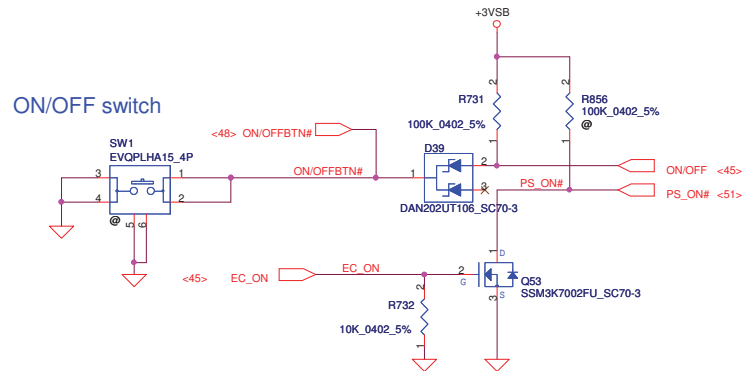 +3VSB
ON/OFF switch
2
R731
100K_0402_5%
1
2
R856
100K_0402_5%
@
1
<48> ON/OFFBTN#
SW1
EVQPLHA15_4P
3
4
1
2
5
6
@
ON/OFFBTN#
D39
1
2
3
DAN202UT106_SC70-3
ON/OFF <45>
PS_ON#
PS_ON# <51>
<45> EC_ON
EC_ON
1
D
2
G
3
S
Q53
SSM3K7002FU_SC70-3
2
R732
10K_0402_5%
1